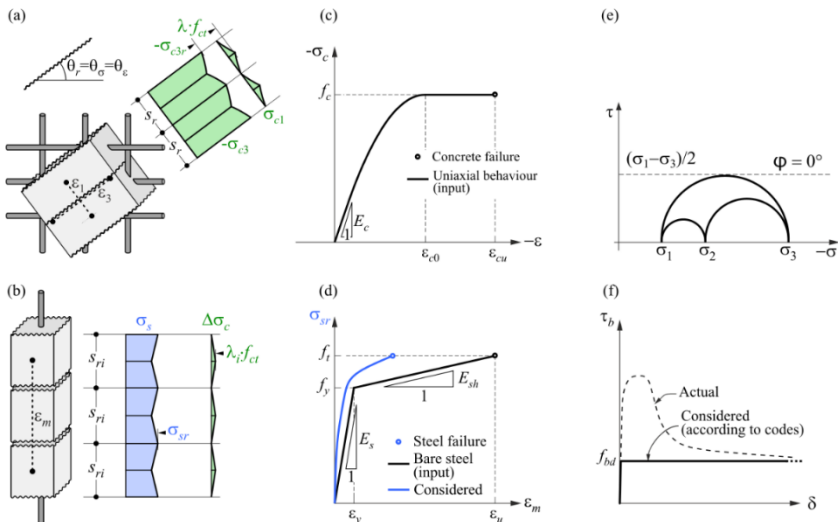 (a)
θr=θσ=θε
-σc3r
λ·fct
sr
sr
-σc3
σc1
ε1
ε3
(b)
σs
Δσc
λi·fct
sri
sri
sri
εm
σsr
(c)
-σc
fc
Ec
1
Concrete failure
Uniaxial behaviour
(input)
εc0
εcu
-ε
(d)
σsr
ft
fy
Esh
1
Es
1
Steel failure
Bare steel
(input)
Considered
εy
εu
εm
(e)
τ
(σ1−σ3)/2
φ = 0°
σ1
σ2
σ3
-σ
(f)
τb
Actual
Considered
(according to codes)
fbd
δ